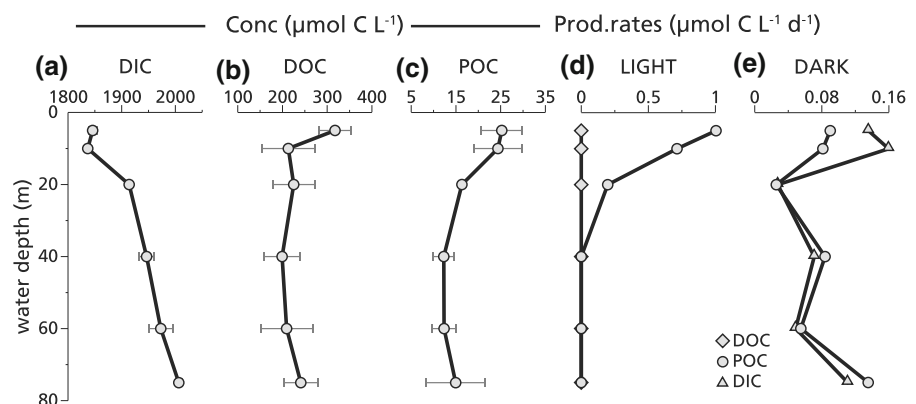 Conc (µmol C L⁻¹) Prod.rates (µmol C L⁻¹ d⁻¹)
(a) DIC (b) DOC (c) POC (d) LIGHT (e) DARK
1800 1900 2000 100 200 300 400 5 15 25 35 0 0.5 1 0 0.08 0.16
0
20
40
60
80
water depth (m)
DOC
POC
DIC